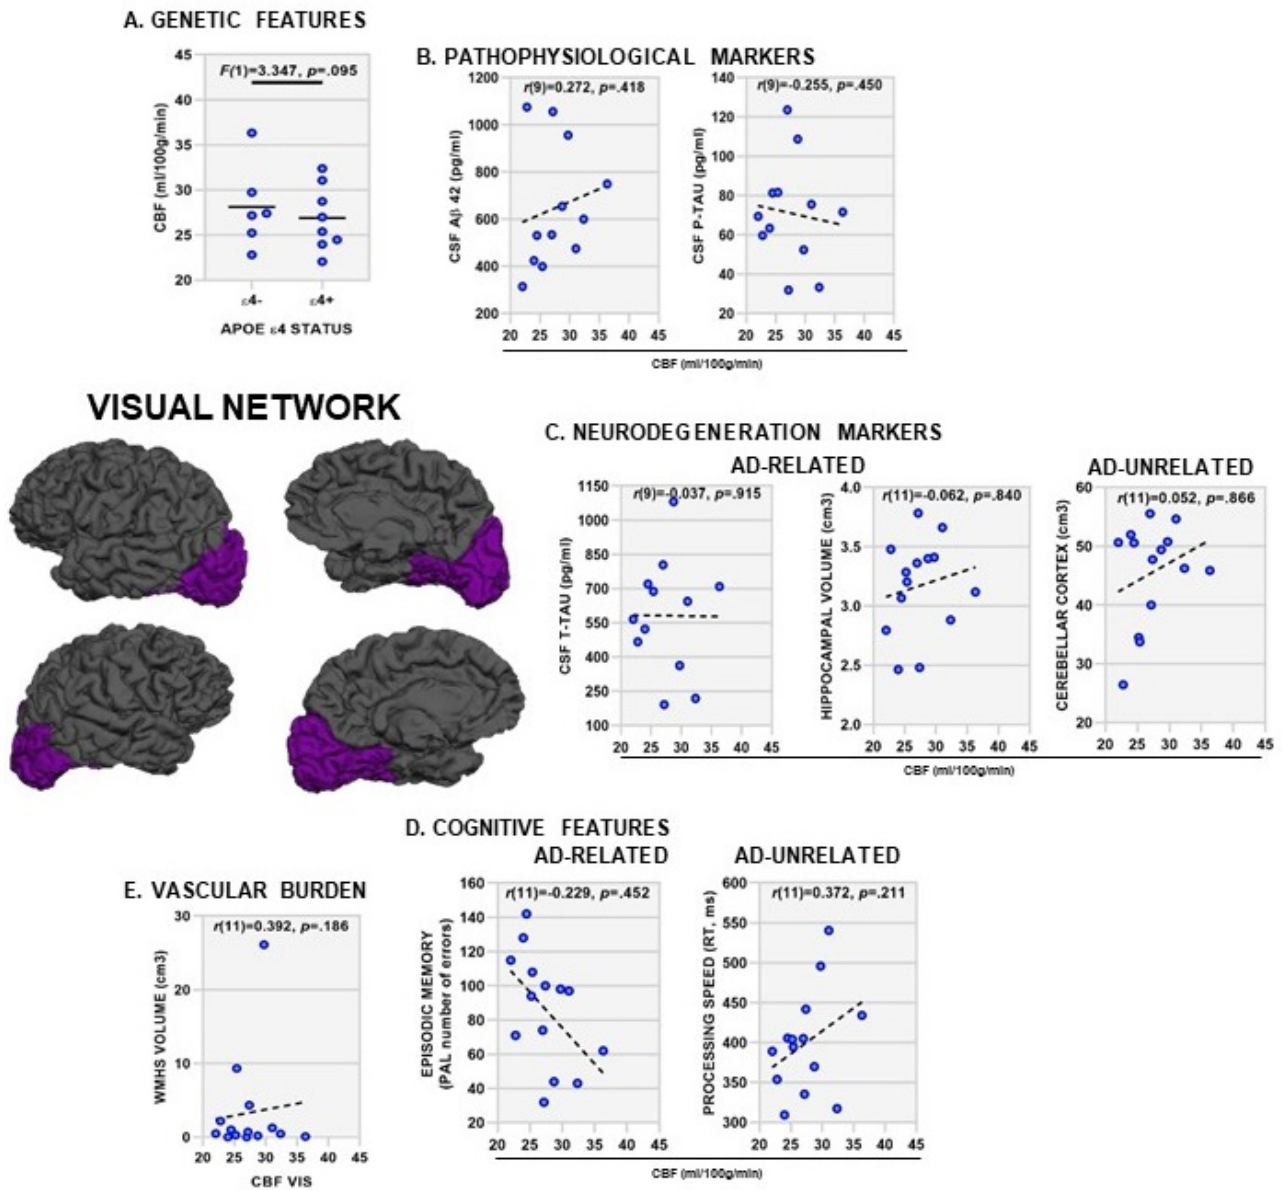 A. GENETIC FEATURES
45
40
35
30
25
20
F(1)=3.347, p=.095
CBF (ml/100g/min)
ε4-
ε4+
APOE ε4 STATUS
B. PATHOPHYSIOLOGICAL MARKERS
1200
1000
800
600
400
200
r(9)=0.272, p=.418
CSF Aβ 42 (pg/ml)
20 25 30 35 40 45
140
120
100
80
60
40
20
r(9)=-0.255, p=.450
CSF P-TAU (pg/ml)
20 25 30 35 40 45
CBF (ml/100g/min)
VISUAL NETWORK
C. NEURODEGENERATION MARKERS
AD-RELATED
AD-UNRELATED
1150
1000
850
700
550
400
250
100
r(9)=-0.037, p=.915
CSF T-TAU (pg/ml)
20 25 30 35 40 45
4.0
3.5
3.0
2.5
2.0
r(11)=-0.062, p=.840
HIPPOCAMPAL VOLUME (cm3)
20 25 30 35 40 45
60
50
40
30
20
r(11)=0.052, p=.866
CEREBELLAR CORTEX (cm3)
20 25 30 35 40 45
CBF (ml/100g/min)
D. COGNITIVE FEATURES
AD-RELATED
AD-UNRELATED
E. VASCULAR BURDEN
30
20
10
0
r(11)=0.392, p=.186
WMHS VOLUME (cm3)
20 25 30 35 40 45
CBF VIS
160
140
120
100
80
60
40
20
r(11)=-0.229, p=.452
EPISODIC MEMORY
(PAL number of errors)
20 25 30 35 40 45
600
550
500
450
400
350
300
r(11)=0.372, p=.211
PROCESSING SPEED (RT, ms)
20 25 30 35 40 45
CBF (ml/100g/min)